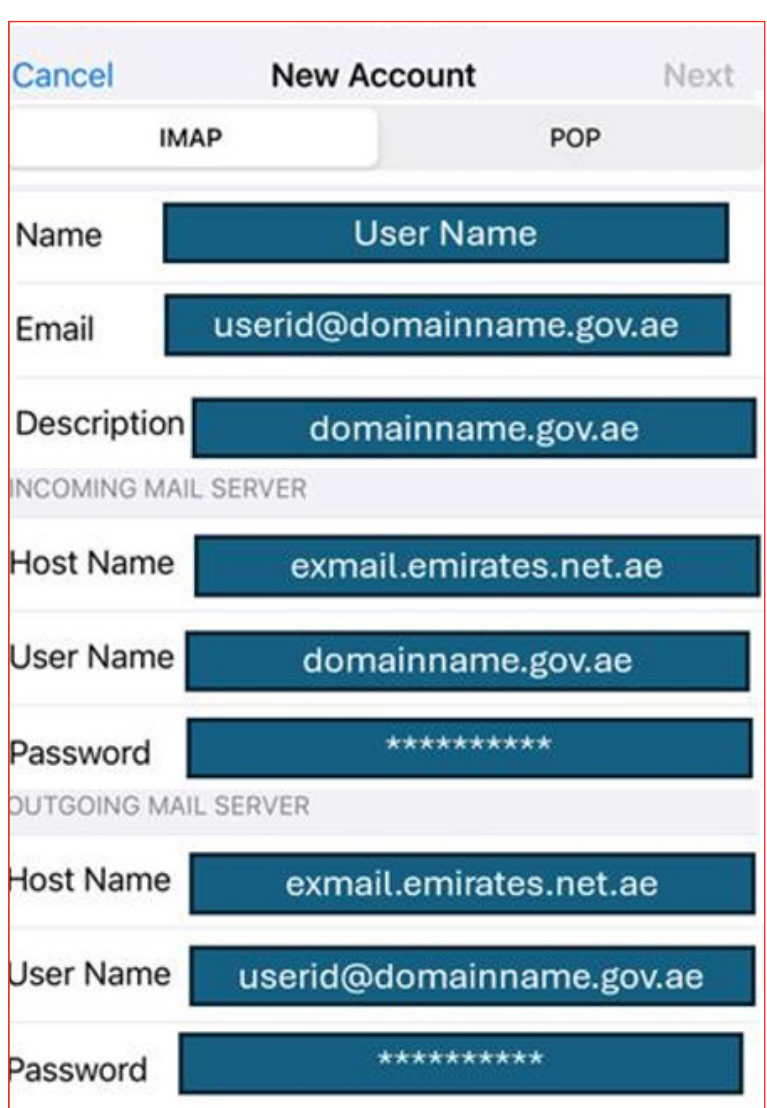 Cancel New Account Next
IMAP POP
Name User Name
Email userid@domainname.gov.ae
Description domainname.gov.ae
INCOMING MAIL SERVER
Host Name exmail.emirates.net.ae
User Name domainname.gov.ae
Password **********
OUTGOING MAIL SERVER
Host Name exmail.emirates.net.ae
User Name userid@domainname.gov.ae
Password **********